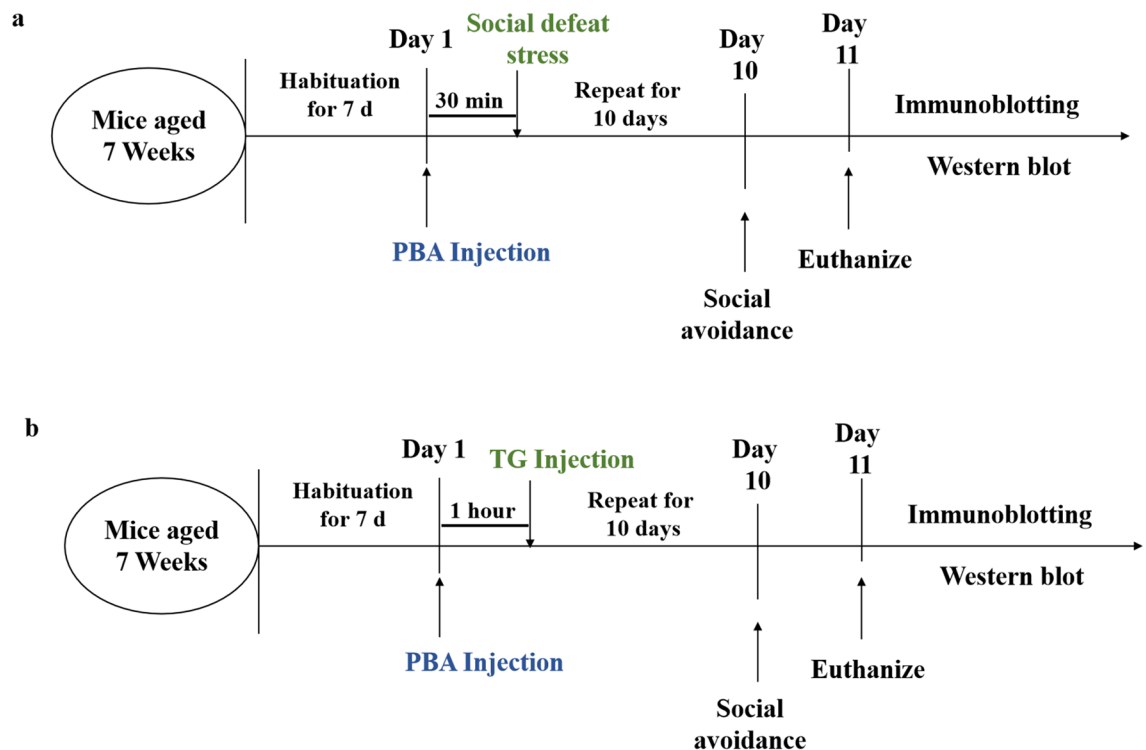 a
Mice aged
7 Weeks
Habituation
for 7 d
Day 1
30 min
Social defeat
stress
PBA Injection
Repeat for
10 days
Day
10
Social
avoidance
Day
11
Euthanize
Immunoblotting
Western blot
b
Mice aged
7 Weeks
Habituation
for 7 d
Day 1
1 hour
TG Injection
PBA Injection
Repeat for
10 days
Day
10
Social
avoidance
Day
11
Euthanize
Immunoblotting
Western blot